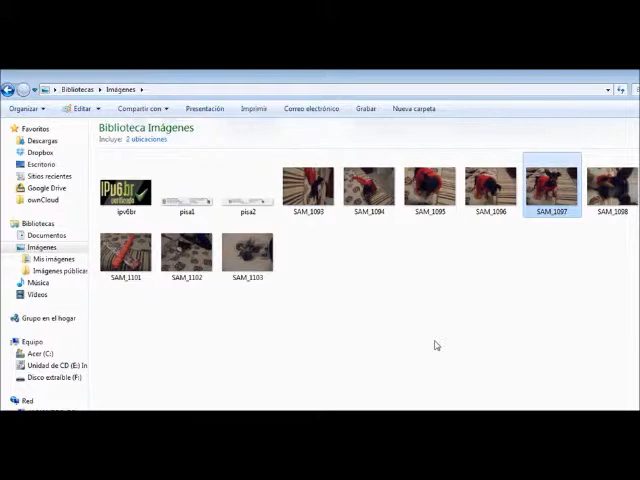 Bibliotecas Imágenes
Organizar Editar Compartir con Presentación Imprimir Correo electrónico Grabar Nueva carpeta
Favoritos
Descargas
Dropbox
Escritorio
Sitios recientes
Google Drive
ownCloud
Bibliotecas
Documentos
Imágenes
Mis imágenes
Imágenes públicas
Música
Vídeos
Grupo en el hogar
Equipo
Acer (C:)
Unidad de CD (E:) In
Disco extraíble (F:)
Red
Biblioteca Imágenes
Incluye: 2 ubicaciones
IPv6.br
ipv6br pisa1 pisa2 SAM_1093 SAM_1094 SAM_1095 SAM_1096 SAM_1097 SAM_1098
SAM_1101 SAM_1102 SAM_1103